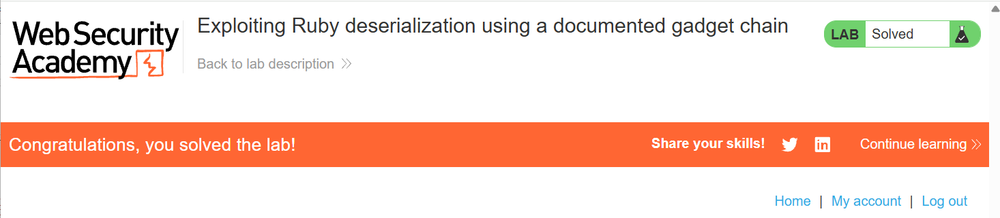 Web Security
Academy
Exploiting Ruby deserialization using a documented gadget chain
Back to lab description
LAB Solved
Congratulations, you solved the lab!
Share your skills!
Continue learning
Home | My account | Log out